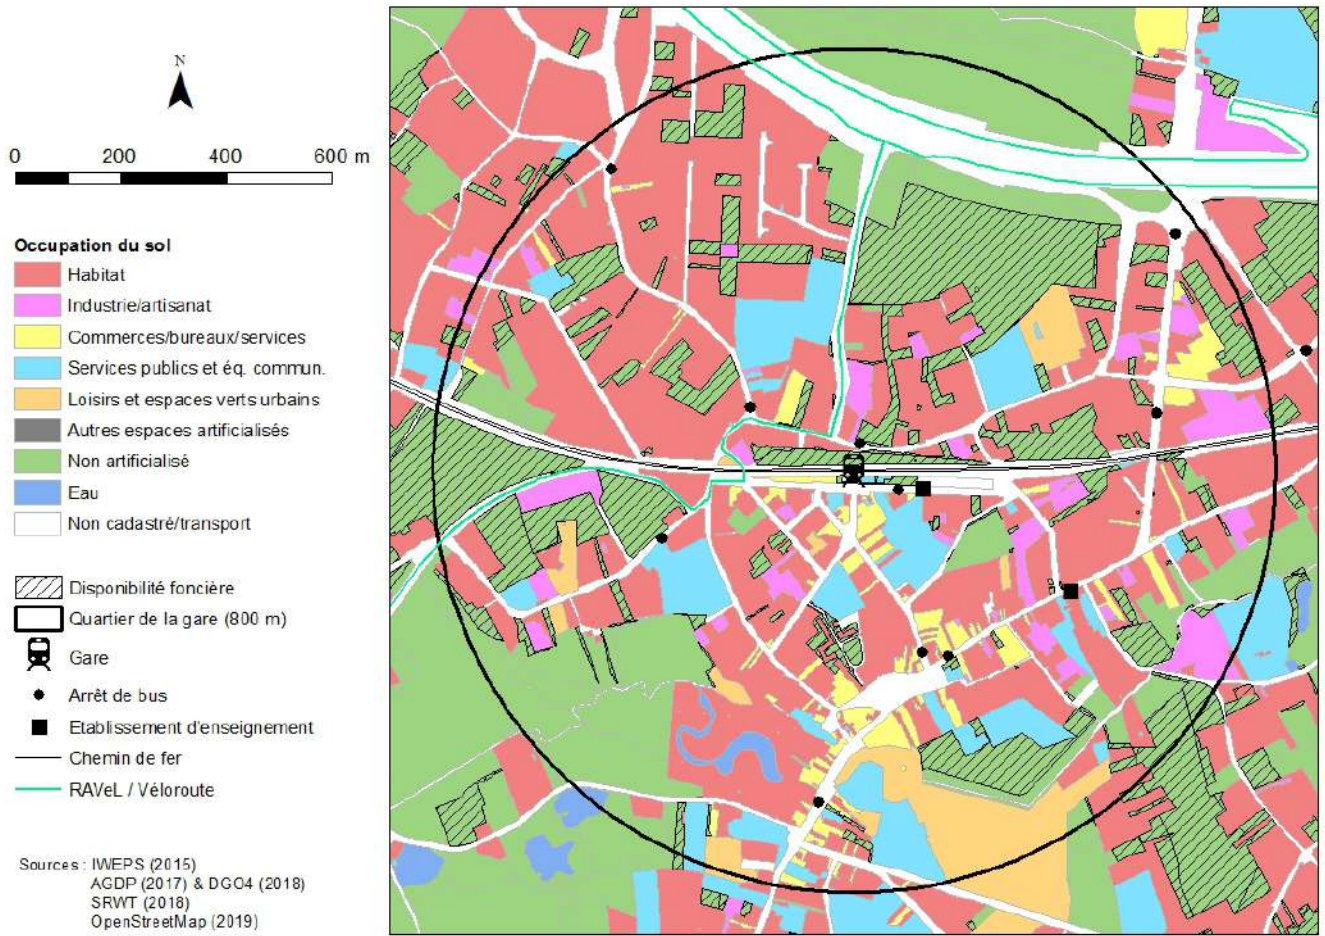 N
0 200 400 600 m
Occupation du sol
Habitat
Industrie/artisanat
Commerces/bureaux/services
Services publics et éq. commun.
Loisirs et espaces verts urbains
Autres espaces artificialisés
Non artificialisé
Eau
Non cadastré/transport
Disponibilité foncière
Quartier de la gare (800 m)
Gare
Arrêt de bus
Etablissement d'enseignement
Chemin de fer
RAVeL / Véloroute
Sources : IWEPS (2015)
AGDP (2017) & DGO4 (2018)
SRWT (2018)
OpenStreetMap (2019)